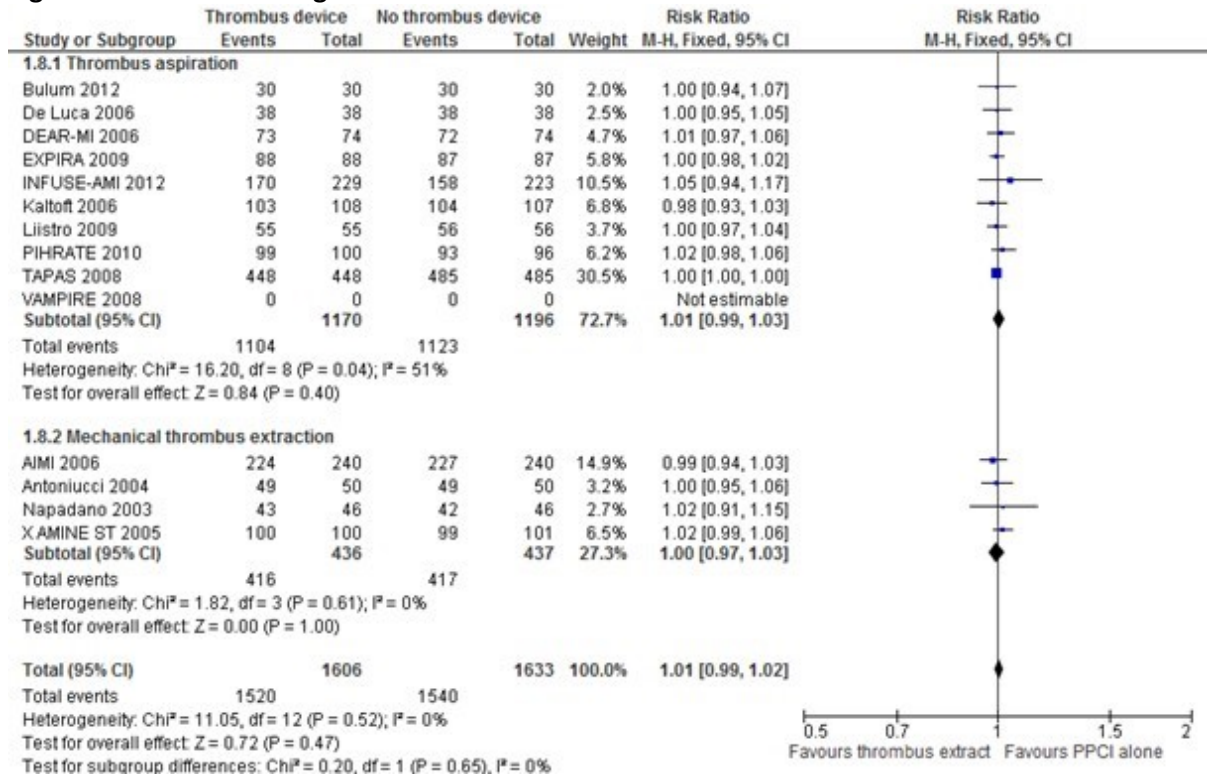 Thrombus device No thrombus device Risk Ratio Risk Ratio
Study or Subgroup Events Total Events Total Weight M-H, Fixed, 95% CI M-H, Fixed, 95% CI
1.8.1 Thrombus aspiration
Bulum 2012 30 30 30 30 2.0% 1.00 [0.94, 1.07]
De Luca 2006 38 38 38 38 2.5% 1.00 [0.95, 1.05]
DEAR-MI 2006 73 74 72 74 4.7% 1.01 [0.97, 1.06]
EXPIRA 2009 88 88 87 87 5.8% 1.00 [0.98, 1.02]
INFUSE-AMI 2012 170 229 158 223 10.5% 1.05 [0.94, 1.17]
Kaltoft 2006 103 108 104 107 6.8% 0.98 [0.93, 1.03]
Liistro 2009 55 55 56 56 3.7% 1.00 [0.97, 1.04]
PIHRATE 2010 99 100 93 96 6.2% 1.02 [0.98, 1.06]
TAPAS 2008 448 448 485 485 30.5% 1.00 [1.00, 1.00]
VAMPIRE 2008 0 0 0 0 Not estimable
Subtotal (95% CI) 1170 1196 72.7% 1.01 [0.99, 1.03]
Total events 1104 1123
Heterogeneity: Chi² = 16.20, df = 8 (P = 0.04); I² = 51%
Test for overall effect: Z = 0.84 (P = 0.40)
1.8.2 Mechanical thrombus extraction
AIMI 2006 224 240 227 240 14.9% 0.99 [0.94, 1.03]
Antoniucci 2004 49 50 49 50 3.2% 1.00 [0.95, 1.06]
Napadano 2003 43 46 42 46 2.7% 1.02 [0.91, 1.15]
X AMINE ST 2005 100 100 99 101 6.5% 1.02 [0.99, 1.06]
Subtotal (95% CI) 436 437 27.3% 1.00 [0.97, 1.03]
Total events 416 417
Heterogeneity: Chi² = 1.82, df = 3 (P = 0.61); I² = 0%
Test for overall effect: Z = 0.00 (P = 1.00)
Total (95% CI) 1606 1633 100.0% 1.01 [0.99, 1.02]
Total events 1520 1540
Heterogeneity: Chi² = 11.05, df = 12 (P = 0.52); I² = 0%
Test for overall effect: Z = 0.72 (P = 0.47)
Test for subgroup differences: Chi² = 0.20, df = 1 (P = 0.65), I² = 0%
0.5 0.7 1 1.5 2
Favours thrombus extract Favours PPCI alone